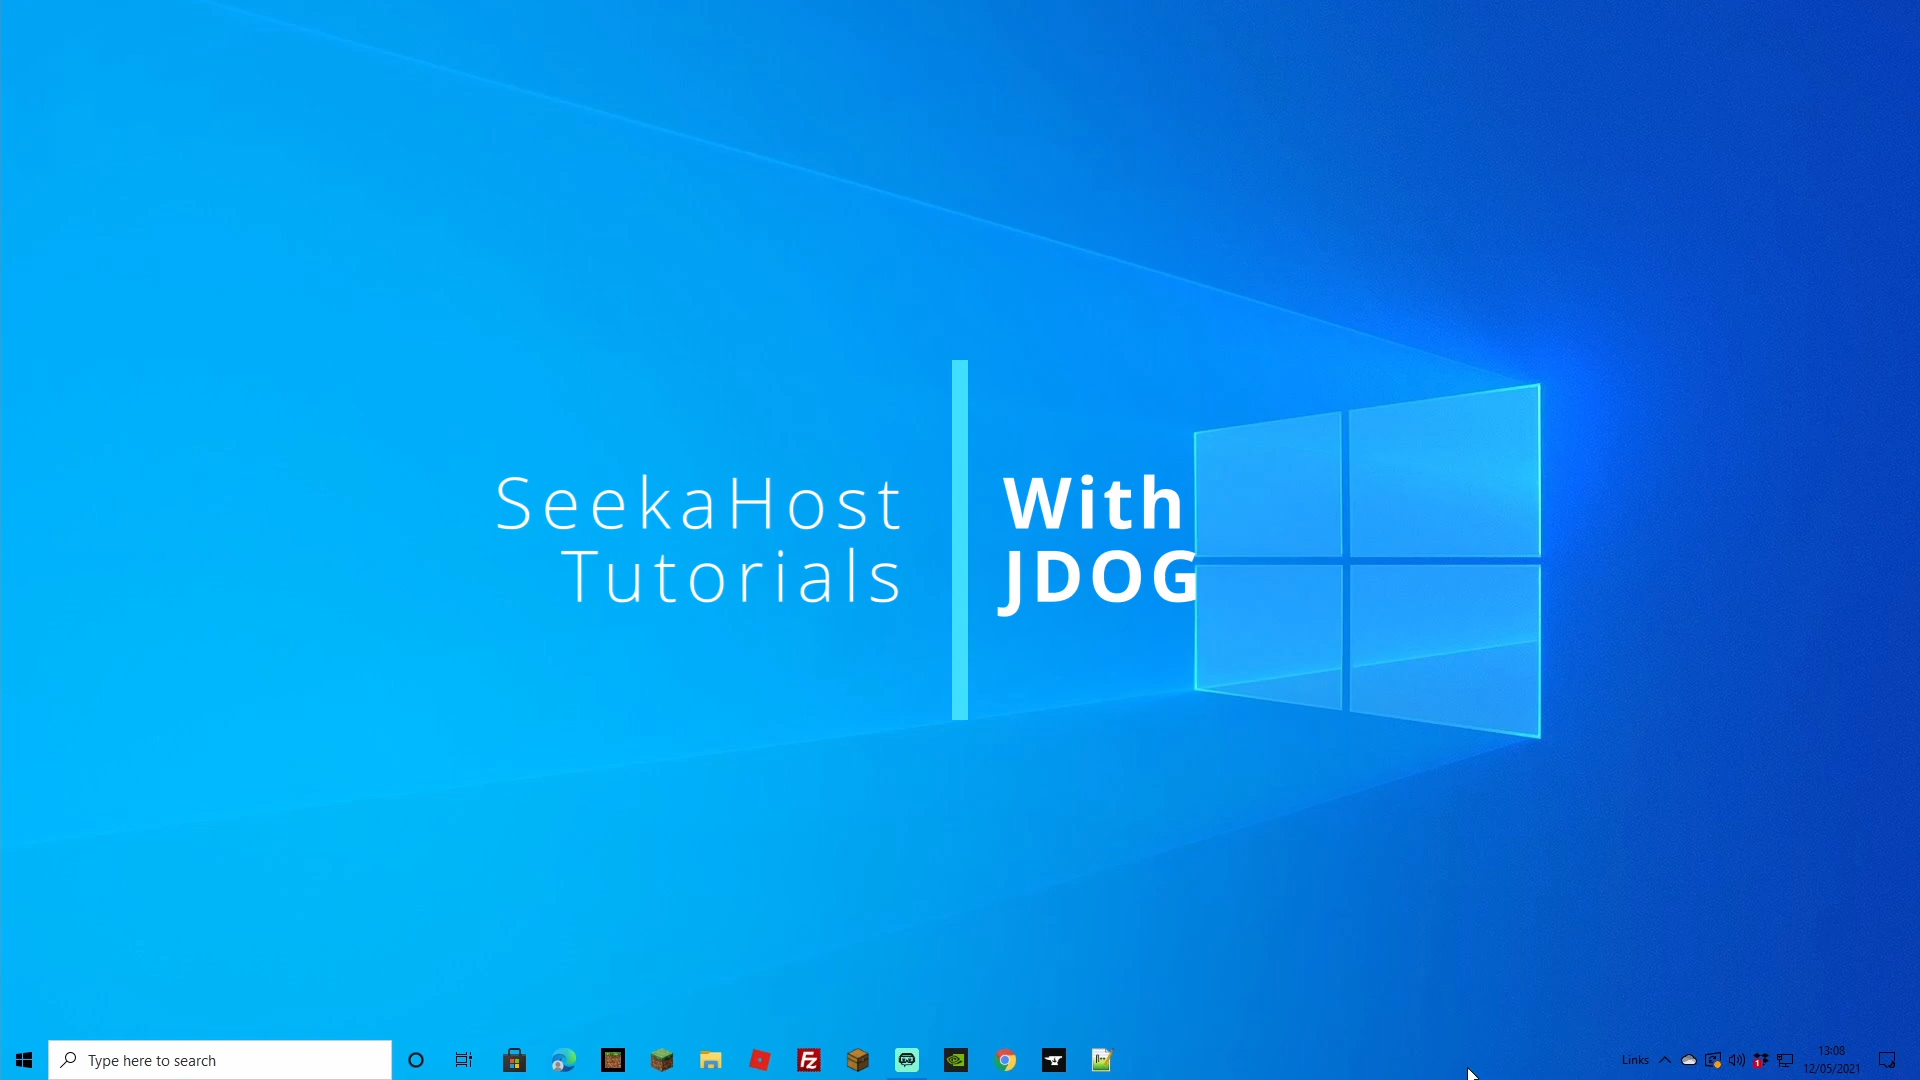 SeekaHost
Tutorials
With
JDOG
Type here to search
Links
13:08
12/05/2021